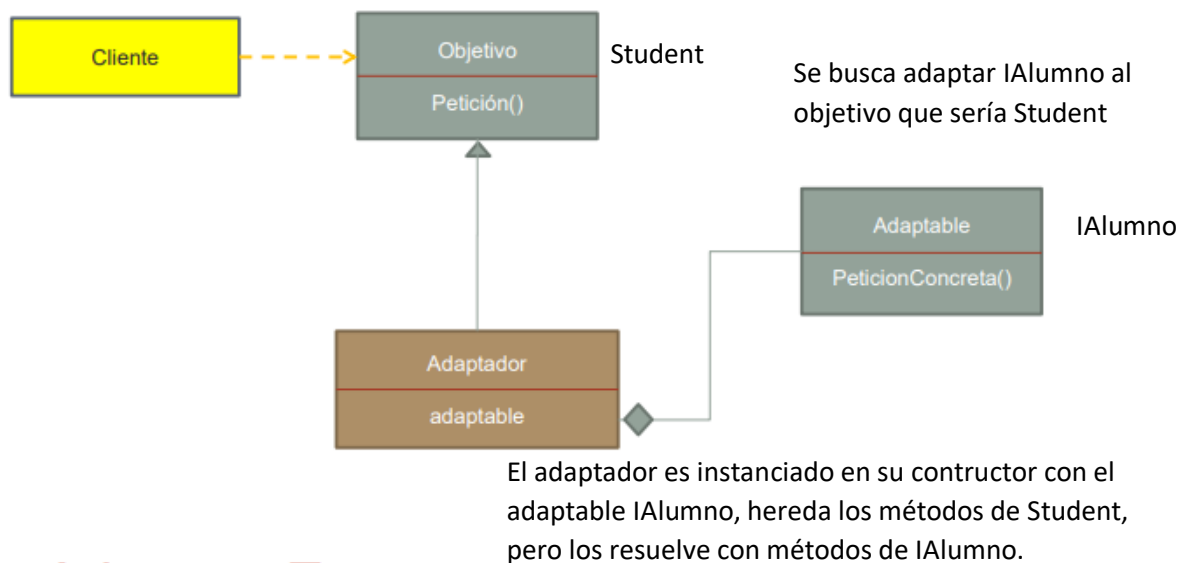 Cliente
Objetivo
Petición()
Student
Se busca adaptar IAlumno al
objetivo que sería Student
Adaptable
PeticionConcreta()
IAlumno
Adaptador
adaptable
El adaptador es instanciado en su contructor con el
adaptable IAlumno, hereda los métodos de Student,
pero los resuelve con métodos de IAlumno.